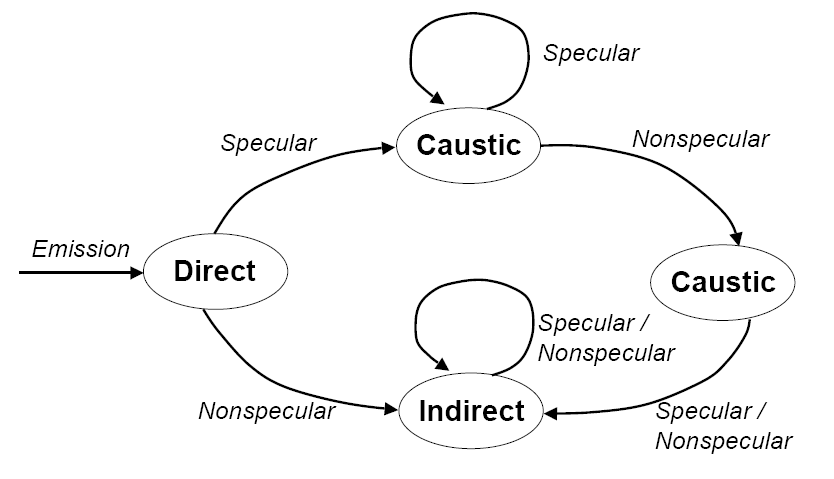 Specular
Specular
Caustic
Nonspecular
Emission
Direct
Caustic
Specular /
Nonspecular
Nonspecular
Indirect
Specular /
Nonspecular